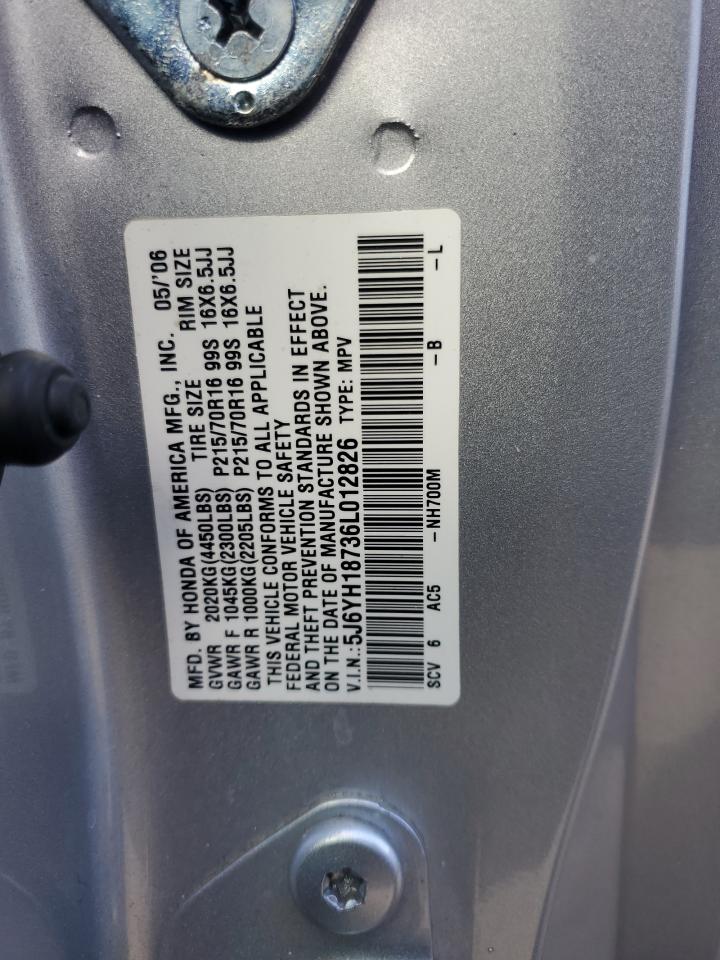 MFD. BY HONDA OF AMERICA MFG., INC. 05/'06
GVWR 2020KG(4450LBS) TIRE SIZE RIM SIZE
GAWR F 1045KG(2300LBS) P215/70R16 99S 16X6.5JJ
GAWR R 1000KG(2205LBS) P215/70R16 99S 16X6.5JJ
THIS VEHICLE CONFORMS TO ALL APPLICABLE
FEDERAL MOTOR VEHICLE SAFETY
AND THEFT PREVENTION STANDARDS IN EFFECT
ON THE DATE OF MANUFACTURE SHOWN ABOVE.
V.I.N.:5J6YH18736L012826 TYPE: MPV
SCV 6 AC5 -NH700M -B -L